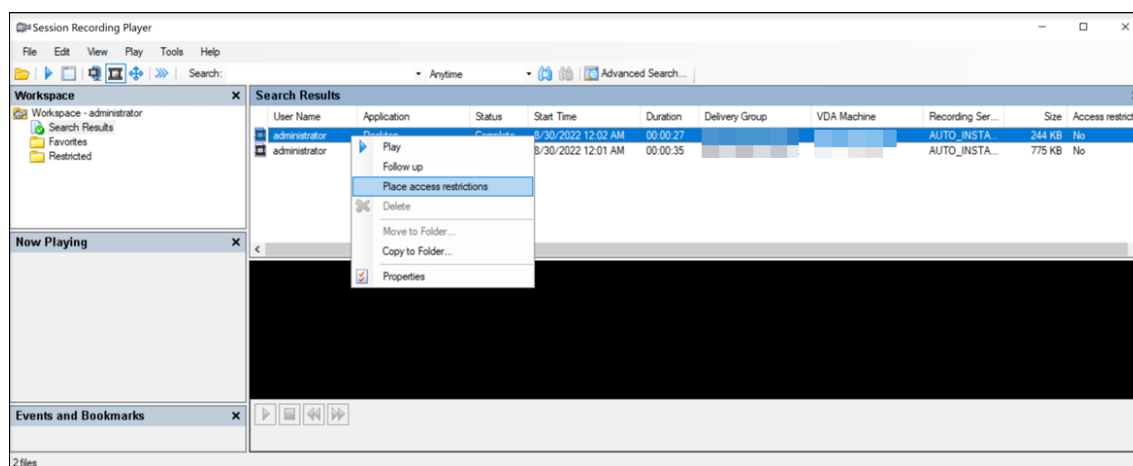 Session Recording Player
File Edit View Play Tools Help
Search: Anytime Advanced Search...
Workspace
Workspace - administrator
Search Results
Favorites
Restricted
Now Playing
Events and Bookmarks
Search Results
User Name Application Status Start Time Duration Delivery Group VDA Machine Recording Ser... Size Access restrict
administrator Desktop Complete 8/30/2022 12:02 AM 00:00:27 AUTO_INSTA... 244 KB No
administrator 8/30/2022 12:01 AM 00:00:35 AUTO_INSTA... 775 KB No
Play
Follow up
Place access restrictions
Delete
Move to Folder...
Copy to Folder...
Properties
2 files